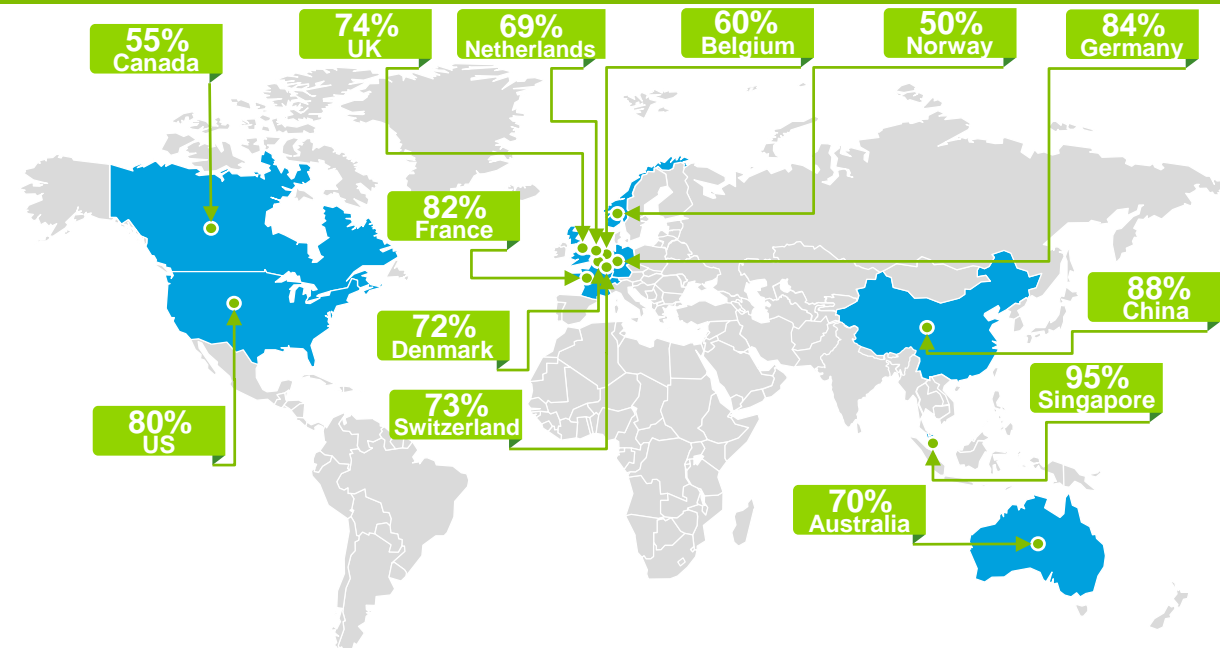 55%
Canada
74%
UK
69%
Netherlands
60%
Belgium
50%
Norway
84%
Germany
82%
France
88%
China
72%
Denmark
95%
Singapore
73%
Switzerland
80%
US
70%
Australia